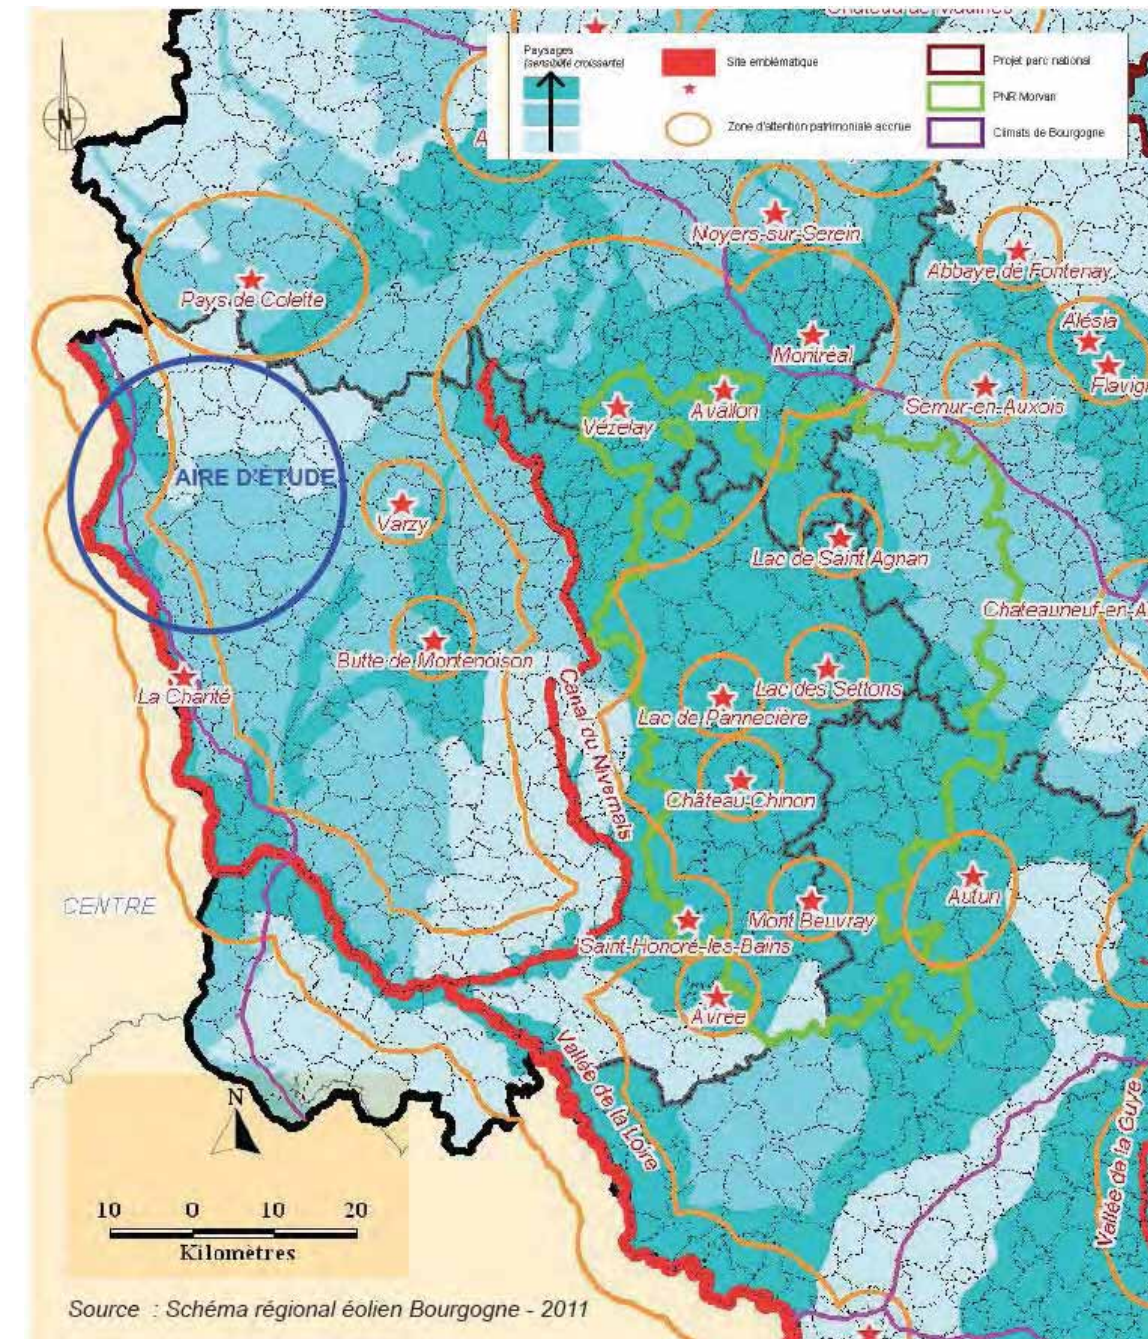 Paysages
(sensibilité croissante)
Site emblématique
Zone d'attention patrimoniale accrue
Projet parc national
PNR Morvan
Climats de Bourgogne
N
Noyers-sur-Serein
Abbaye de Fontenay
Pays de Colette
Alésia
Montréal
Flavig
Semur-en-Auxois
Avallon
Vézelay
AIRE D'ÉTUDE
Varzy
Lac de Saint Agnan
Chateauneuf-en-A
Butte de Montenoison
La Charité
Lac des Settons
Lac de Pannecière
Canal du Nivernais
Château-Chinon
CENTRE
Autun
Mont Beuvray
Saint-Honoré-les-Bains
Avrée
Vallée de la Loire
Vallée de la Guye
N
10 0 10 20
Kilomètres
Source : Schéma régional éolien Bourgogne - 2011